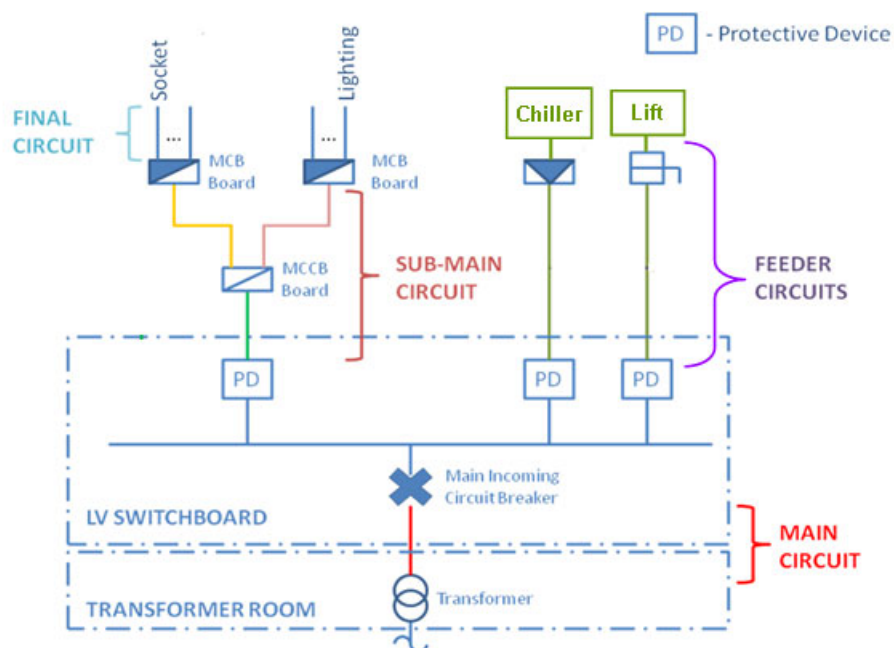 PD - Protective Device
Socket
Lighting
Chiller
Lift
FINAL
CIRCUIT
...
...
MCB
Board
MCB
Board
MCCB
Board
SUB-MAIN
CIRCUIT
FEEDER
CIRCUITS
PD
PD
PD
Main Incoming
Circuit Breaker
LV SWITCHBOARD
MAIN
CIRCUIT
Transformer
TRANSFORMER ROOM